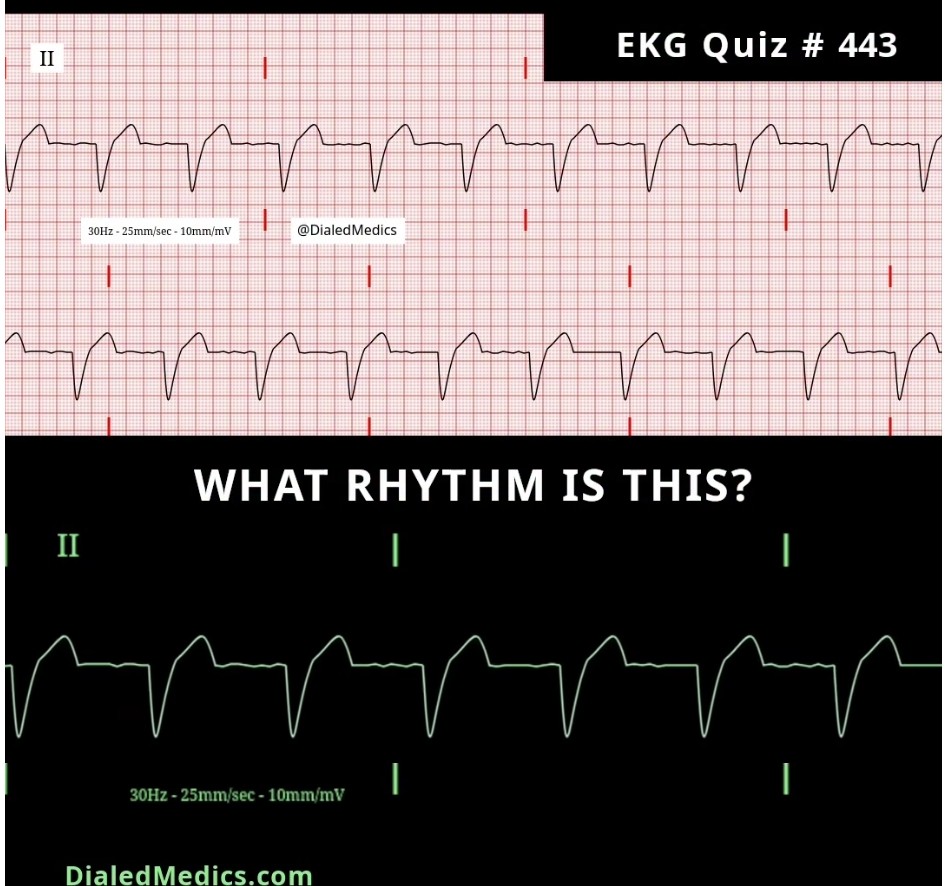 EKG Quiz # 443
II
30Hz - 25mm/sec - 10mm/mV
@DialedMedics
WHAT RHYTHM IS THIS?
II
30Hz - 25mm/sec - 10mm/mV
DialedMedics.com